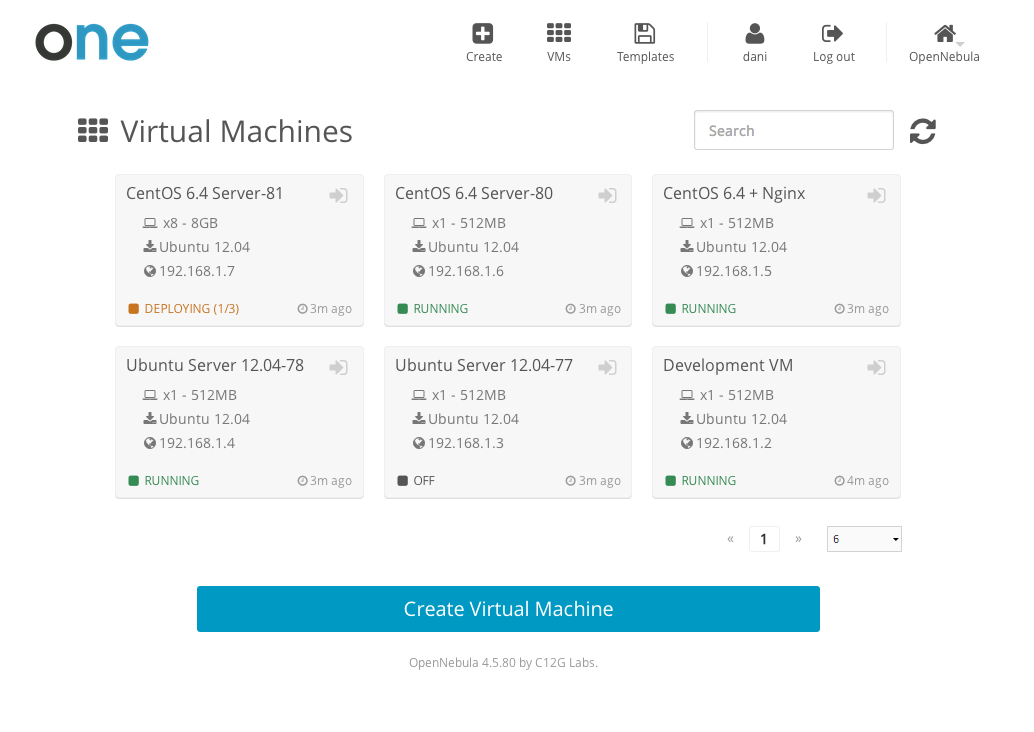 one
Create VMs Templates dani Log out OpenNebula
Virtual Machines
Search
CentOS 6.4 Server-81
x8 - 8GB
Ubuntu 12.04
192.168.1.7
DEPLOYING (1/3) 3m ago
CentOS 6.4 Server-80
x1 - 512MB
Ubuntu 12.04
192.168.1.6
RUNNING 3m ago
CentOS 6.4 + Nginx
x1 - 512MB
Ubuntu 12.04
192.168.1.5
RUNNING 3m ago
Ubuntu Server 12.04-78
x1 - 512MB
Ubuntu 12.04
192.168.1.4
RUNNING 3m ago
Ubuntu Server 12.04-77
x1 - 512MB
Ubuntu 12.04
192.168.1.3
OFF 3m ago
Development VM
x1 - 512MB
Ubuntu 12.04
192.168.1.2
RUNNING 4m ago
« 1 » 6
Create Virtual Machine
OpenNebula 4.5.80 by C12G Labs.